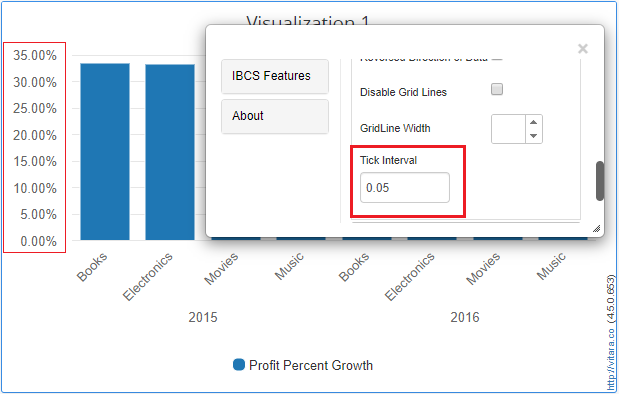 Visualization 1
×
35.00%
30.00%
25.00%
20.00%
15.00%
10.00%
5.00%
0.00%
IBCS Features
About
Reversed Direction of Data
Disable Grid Lines
GridLine Width
Tick Interval
0.05
Books
Electronics
Movies
Music
Books
Electronics
Movies
Music
2015
2016
Profit Percent Growth
http://vitara.co (4.5.0.653)